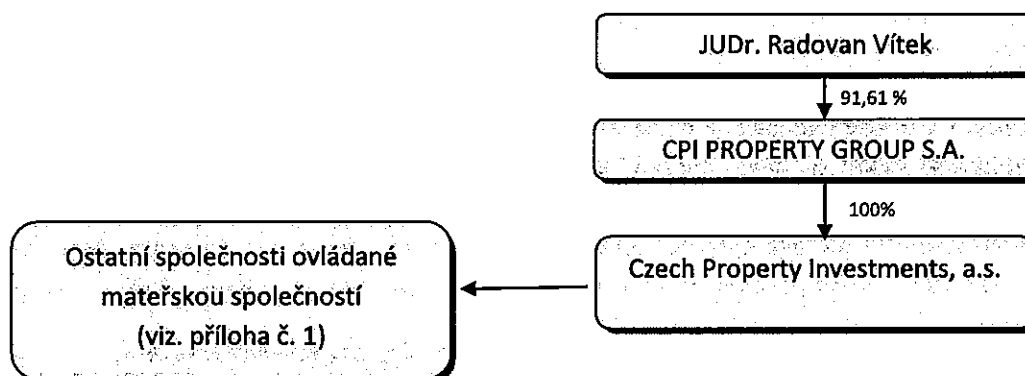 JUDr. Radovan Vítek
91,61 %
CPI PROPERTY GROUP S.A.
100%
Czech Property Investments, a.s.
Ostatní společnosti ovládané
mateřskou společností
(viz. příloha č. 1)